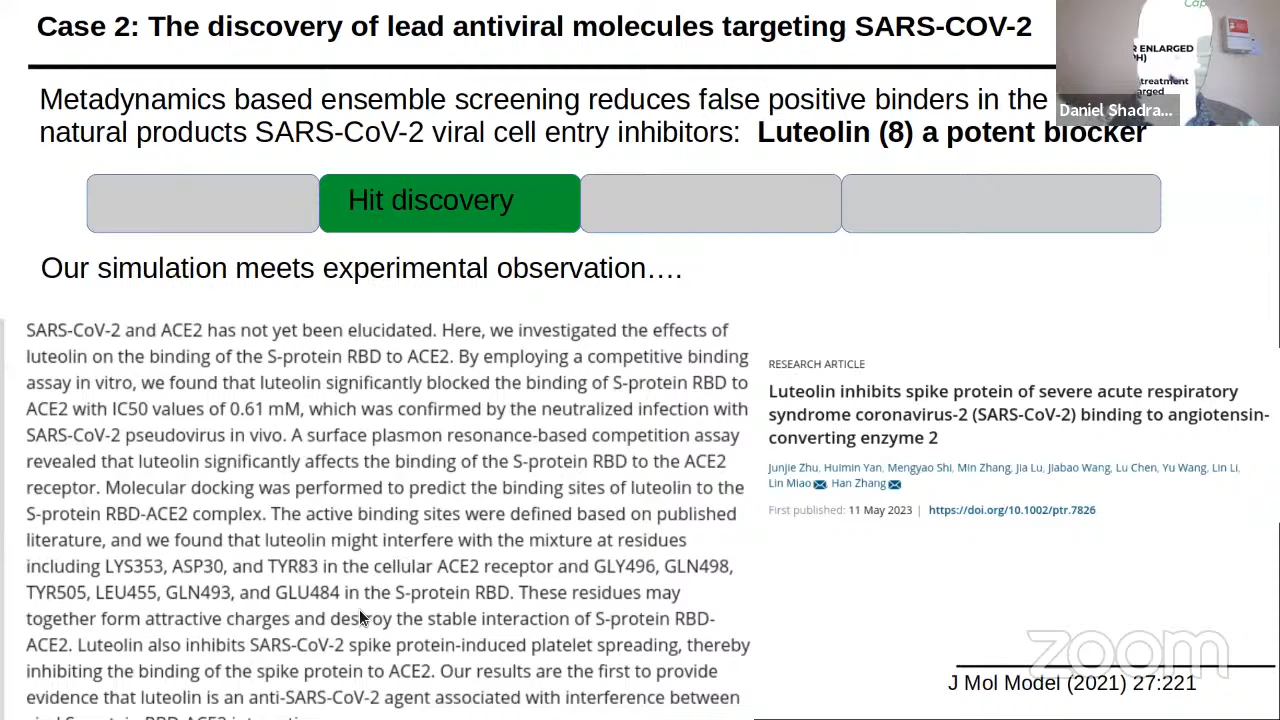 Case 2: The discovery of lead antiviral molecules targeting SARS-COV-2
Cap
R ENLARGED
PH)
treatment
arged
Daniel Shadra...
Metadynamics based ensemble screening reduces false positive binders in the
natural products SARS-CoV-2 viral cell entry inhibitors: Luteolin (8) a potent blocker
Hit discovery
Our simulation meets experimental observation....
SARS-CoV-2 and ACE2 has not yet been elucidated. Here, we investigated the effects of
luteolin on the binding of the S-protein RBD to ACE2. By employing a competitive binding
assay in vitro, we found that luteolin significantly blocked the binding of S-protein RBD to
ACE2 with IC50 values of 0.61 mM, which was confirmed by the neutralized infection with
SARS-CoV-2 pseudovirus in vivo. A surface plasmon resonance-based competition assay
revealed that luteolin significantly affects the binding of the S-protein RBD to the ACE2
receptor. Molecular docking was performed to predict the binding sites of luteolin to the
S-protein RBD-ACE2 complex. The active binding sites were defined based on published
literature, and we found that luteolin might interfere with the mixture at residues
including LYS353, ASP30, and TYR83 in the cellular ACE2 receptor and GLY496, GLN498,
TYR505, LEU455, GLN493, and GLU484 in the S-protein RBD. These residues may
together form attractive charges and destroy the stable interaction of S-protein RBD-
ACE2. Luteolin also inhibits SARS-CoV-2 spike protein-induced platelet spreading, thereby
inhibiting the binding of the spike protein to ACE2. Our results are the first to provide
evidence that luteolin is an anti-SARS-CoV-2 agent associated with interference between
RESEARCH ARTICLE
Luteolin inhibits spike protein of severe acute respiratory
syndrome coronavirus-2 (SARS-CoV-2) binding to angiotensin-
converting enzyme 2
Junjie Zhu, Huimin Yan, Mengyao Shi, Min Zhang, Jia Lu, Jiabao Wang, Lu Chen, Yu Wang, Lin Li,
Lin Miao, Han Zhang
First published: 11 May 2023 | https://doi.org/10.1002/ptr.7826
zoom
J Mol Model (2021) 27:221